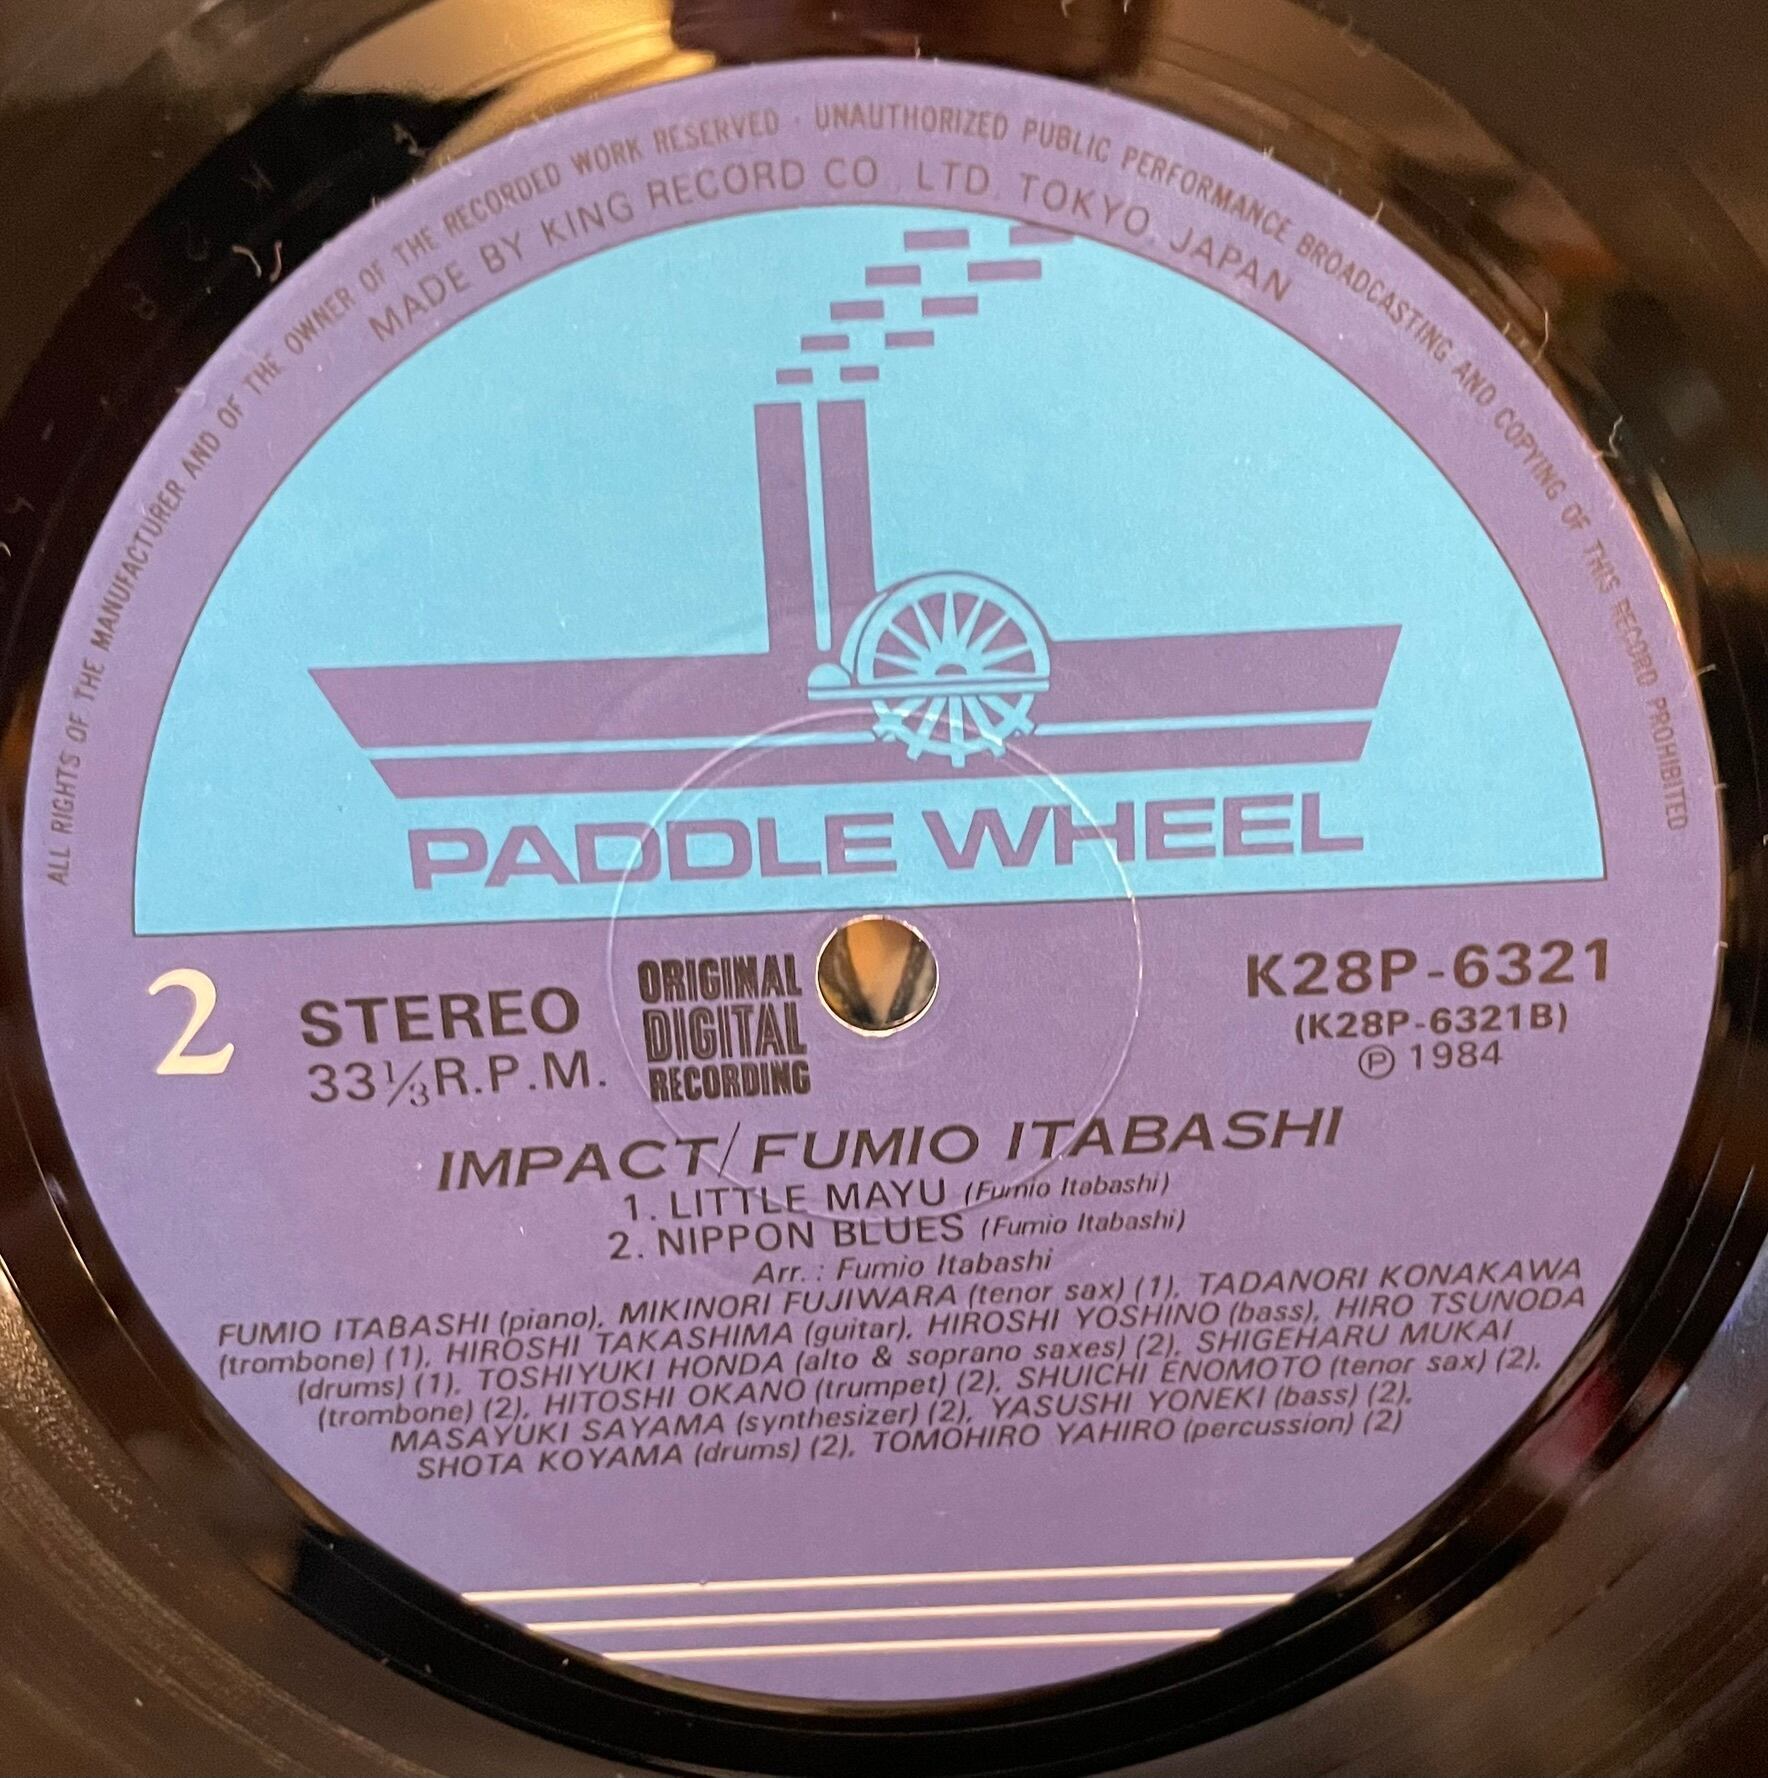 ALL RIGHTS OF THE MANUFACTURER AND OF THE OWNER OF THE RECORDED WORK RESERVED · UNAUTHORIZED PUBLIC PERFORMANCE BROADCASTING AND COPYING OF THIS RECORD PROHIBITED
MADE BY KING RECORD CO., LTD. TOKYO, JAPAN
PADDLE WHEEL
2
STEREO
33⅓ R.P.M.
ORIGINAL
DIGITAL
RECORDING
K28P-6321
(K28P-6321B)
Ⓟ 1984
IMPACT/FUMIO ITABASHI
1. LITTLE MAYU (Fumio Itabashi)
2. NIPPON BLUES (Fumio Itabashi)
Arr. : Fumio Itabashi
FUMIO ITABASHI (piano), MIKINORI FUJIWARA (tenor sax) (1), TADANORI KONAKAWA
(trombone) (1), HIROSHI TAKASHIMA (guitar), HIROSHI YOSHINO (bass), HIRO TSUNODA
(drums) (1), TOSHIYUKI HONDA (alto & soprano saxes) (2), SHIGEHARU MUKAI
(trombone) (2), HITOSHI OKANO (trumpet) (2), SHUICHI ENOMOTO (tenor sax) (2),
MASAYUKI SAYAMA (synthesizer) (2), YASUSHI YONEKI (bass) (2),
SHOTA KOYAMA (drums) (2), TOMOHIRO YAHIRO (percussion) (2)